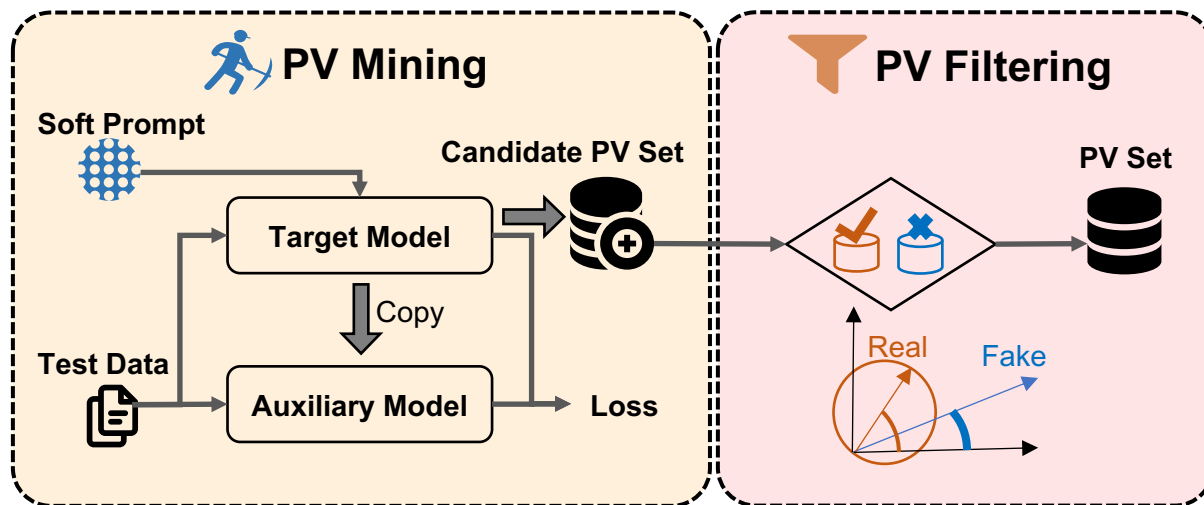 PV Mining
Soft Prompt
Candidate PV Set
Target Model
Copy
Test Data
Auxiliary Model
Loss
PV Filtering
PV Set
Real
Fake